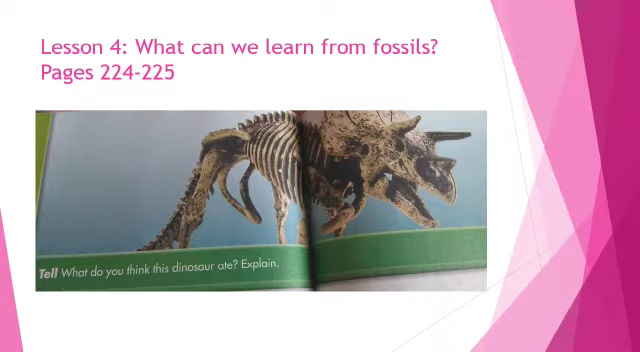 Lesson 4: What can we learn from fossils?
Pages 224-225
Tell What do you think this dinosaur ate? Explain.